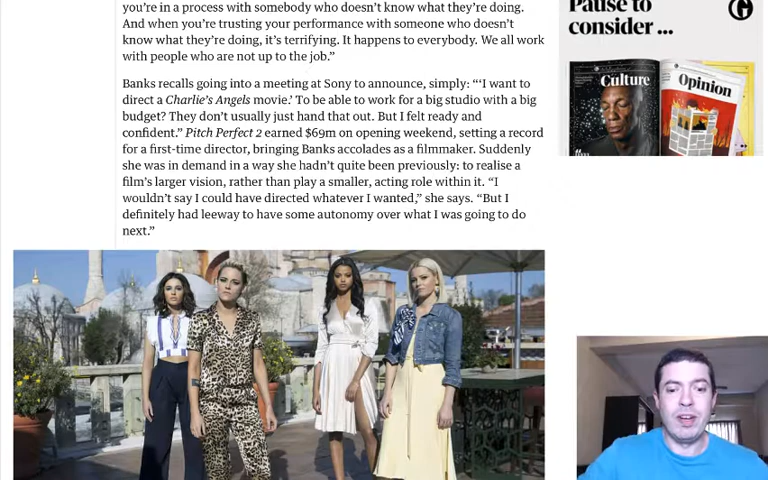 you’re in a process with somebody who doesn’t know what they’re doing.
And when you’re trusting your performance with someone who doesn’t
know what they’re doing, it’s terrifying. It happens to everybody. We all work
with people who are not up to the job.”
Banks recalls going into a meeting at Sony to announce, simply: “‘I want to
direct a Charlie’s Angels movie.’ To be able to work for a big studio with a big
budget? They don’t usually just hand that out. But I felt ready and
confident.” Pitch Perfect 2 earned $69m on opening weekend, setting a record
for a first-time director, bringing Banks accolades as a filmmaker. Suddenly
she was in demand in a way she hadn’t quite been previously: to realise a
film’s larger vision, rather than play a smaller, acting role within it. “I
wouldn’t say I could have directed whatever I wanted,” she says. “But I
definitely had leeway to have some autonomy over what I was going to do
next.”
Pause to
consider ...
G
Culture
Opinion